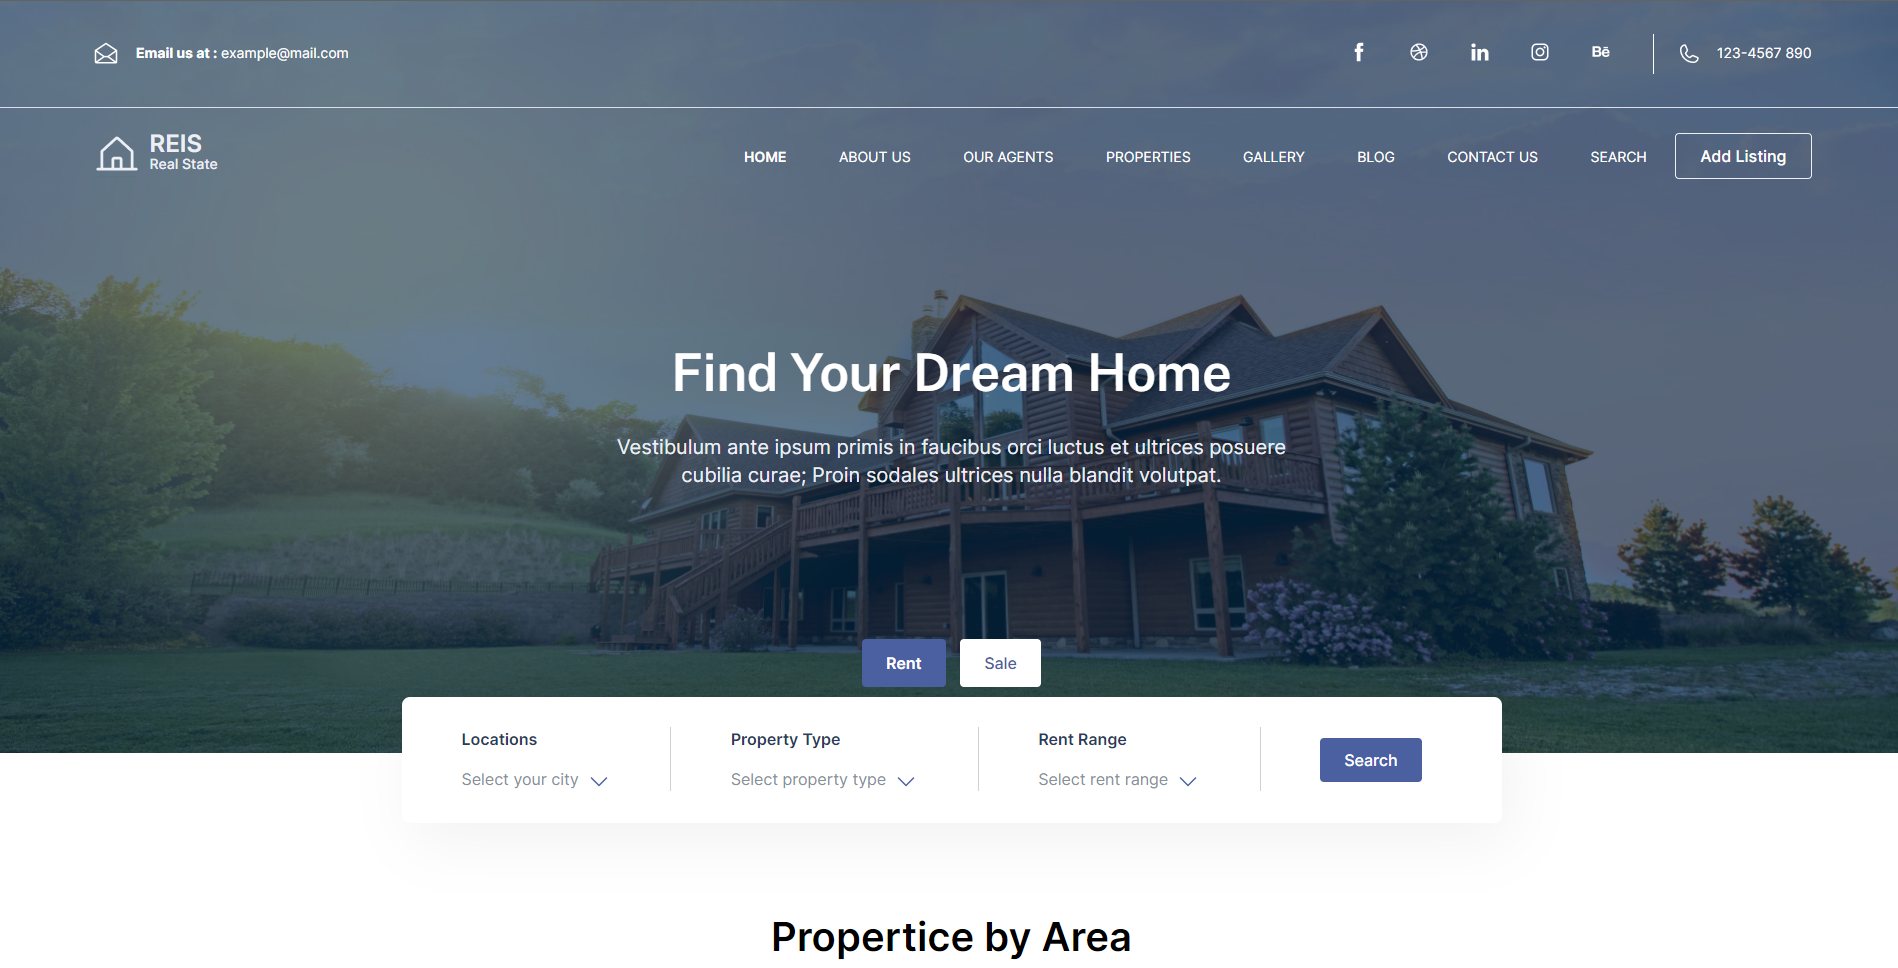 Email us at : example@mail.com
Bē
123-4567 890
REIS
Real State
HOME
ABOUT US
OUR AGENTS
PROPERTIES
GALLERY
BLOG
CONTACT US
SEARCH
Add Listing
Find Your Dream Home
Vestibulum ante ipsum primis in faucibus orci luctus et ultrices posuere
cubilia curae; Proin sodales ultrices nulla blandit volutpat.
Rent
Sale
Locations
Select your city
Property Type
Select property type
Rent Range
Select rent range
Search
Propertice by Area